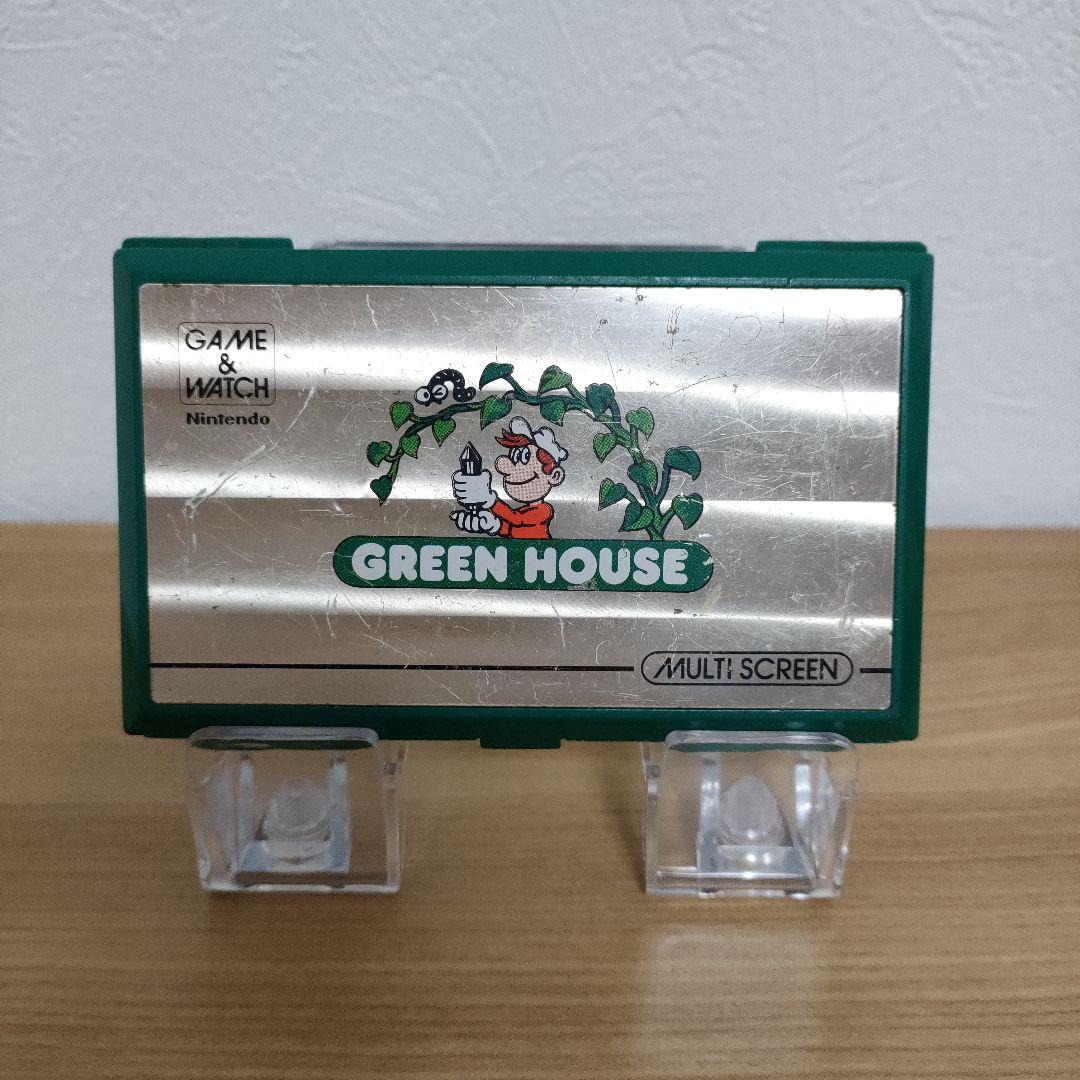 GAME
&
WATCH
Nintendo
GREEN HOUSE
MULTI SCREEN